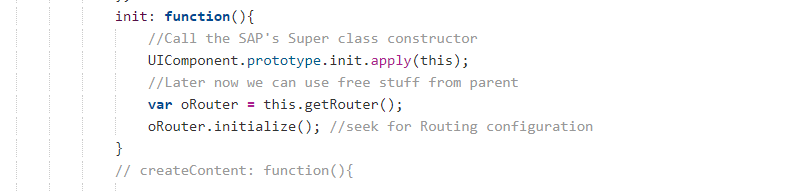 init: function(){
//Call the SAP's Super class constructor
UIComponent.prototype.init.apply(this);
//Later now we can use free stuff from parent
var oRouter = this.getRouter();
oRouter.initialize(); //seek for Routing configuration
}
// createContent: function(){